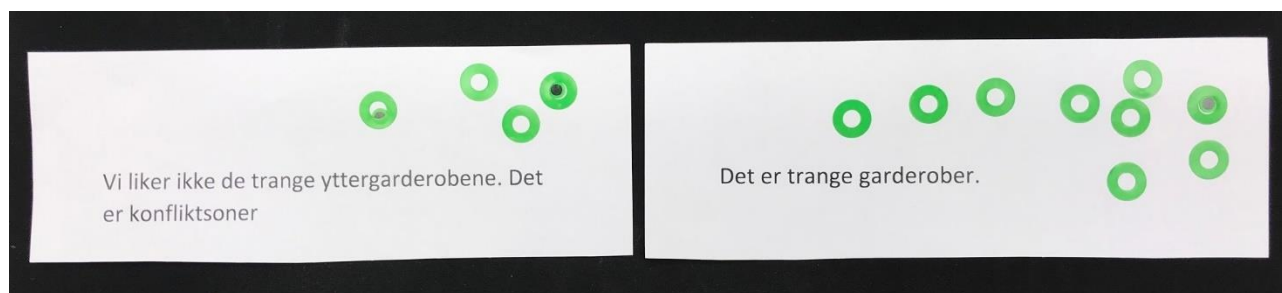 Vi liker ikke de trange yttergarderobene. Det
er konfliktsoner
Det er trange garderober.